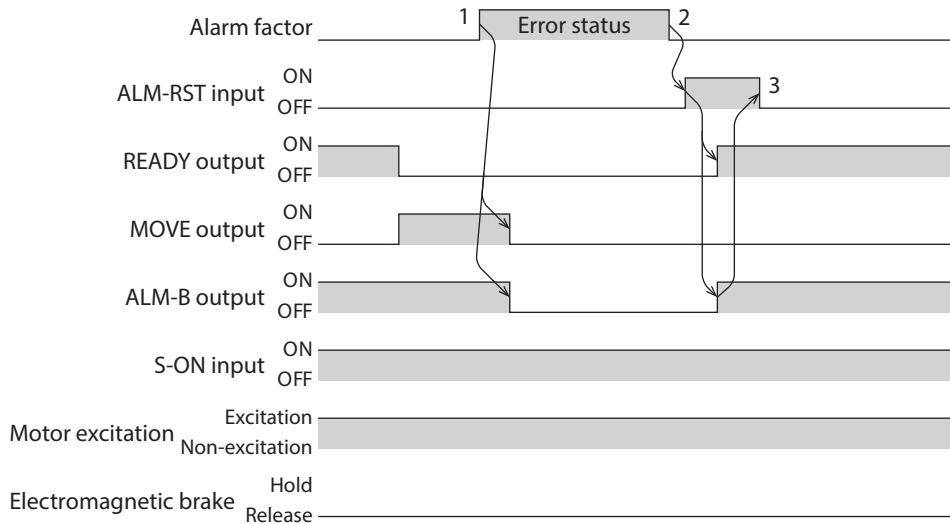 Alarm factor
1
Error status
2
ALM-RST input
ON
OFF
3
READY output
ON
OFF
MOVE output
ON
OFF
ALM-B output
ON
OFF
S-ON input
ON
OFF
Motor excitation
Excitation
Non-excitation
Electromagnetic brake
Hold
Release